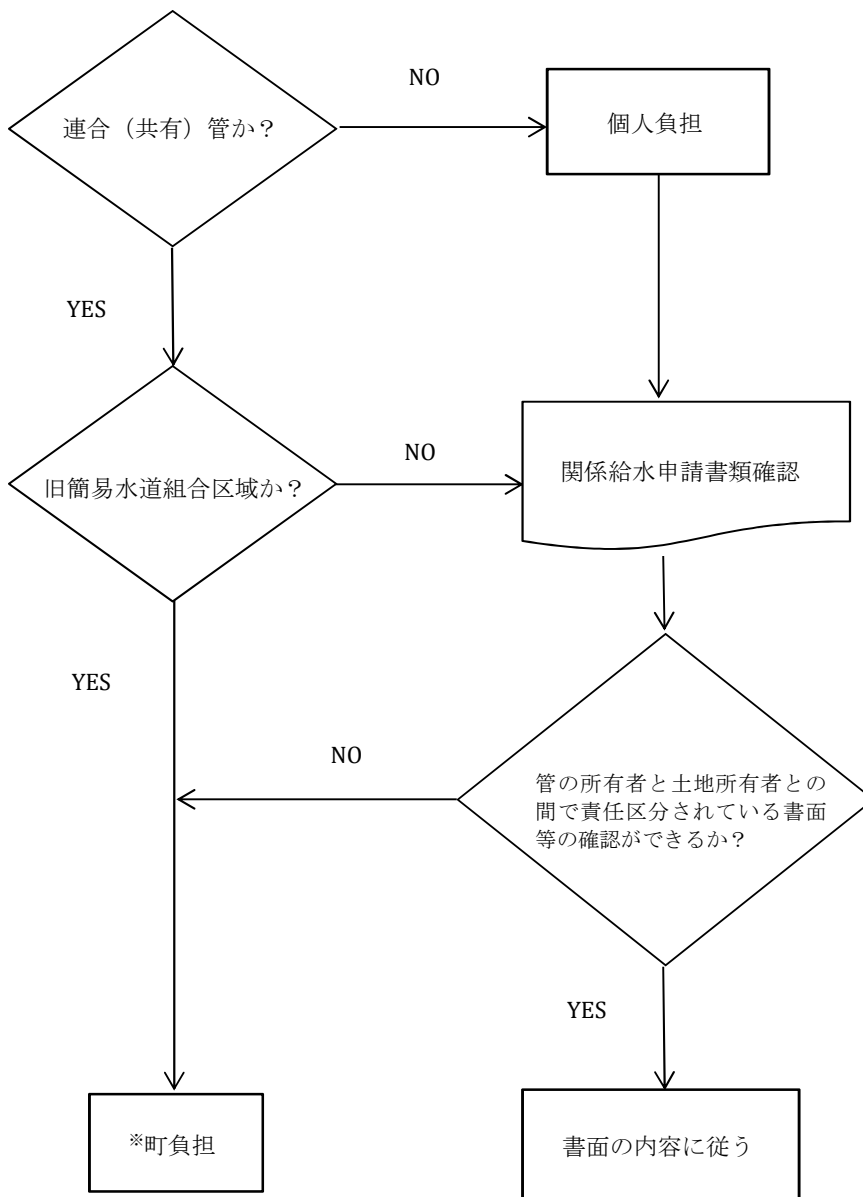 連合（共有）管か？
NO
個人負担
YES
旧簡易水道組合区域か？
NO
関係給水申請書類確認
YES
NO
管の所有者と土地所有者との
間で責任区分されている書面
等の確認ができるか？
YES
※町負担
書面の内容に従う